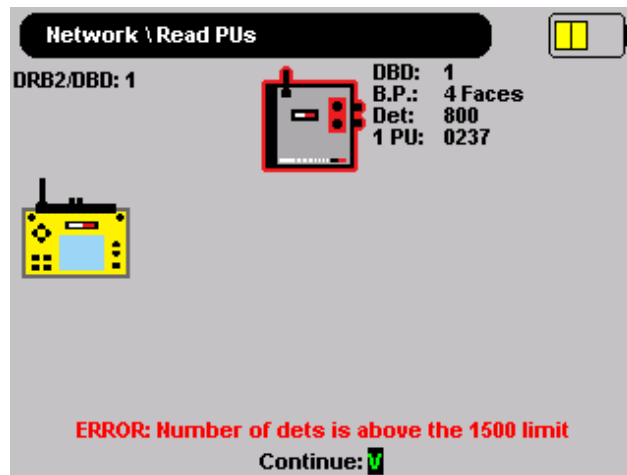 Network \ Read PUs
DRB2/DBD: 1
DBD: 1
B.P.: 4 Faces
Det: 800
1 PU: 0237
ERROR: Number of dets is above the 1500 limit
Continue: V